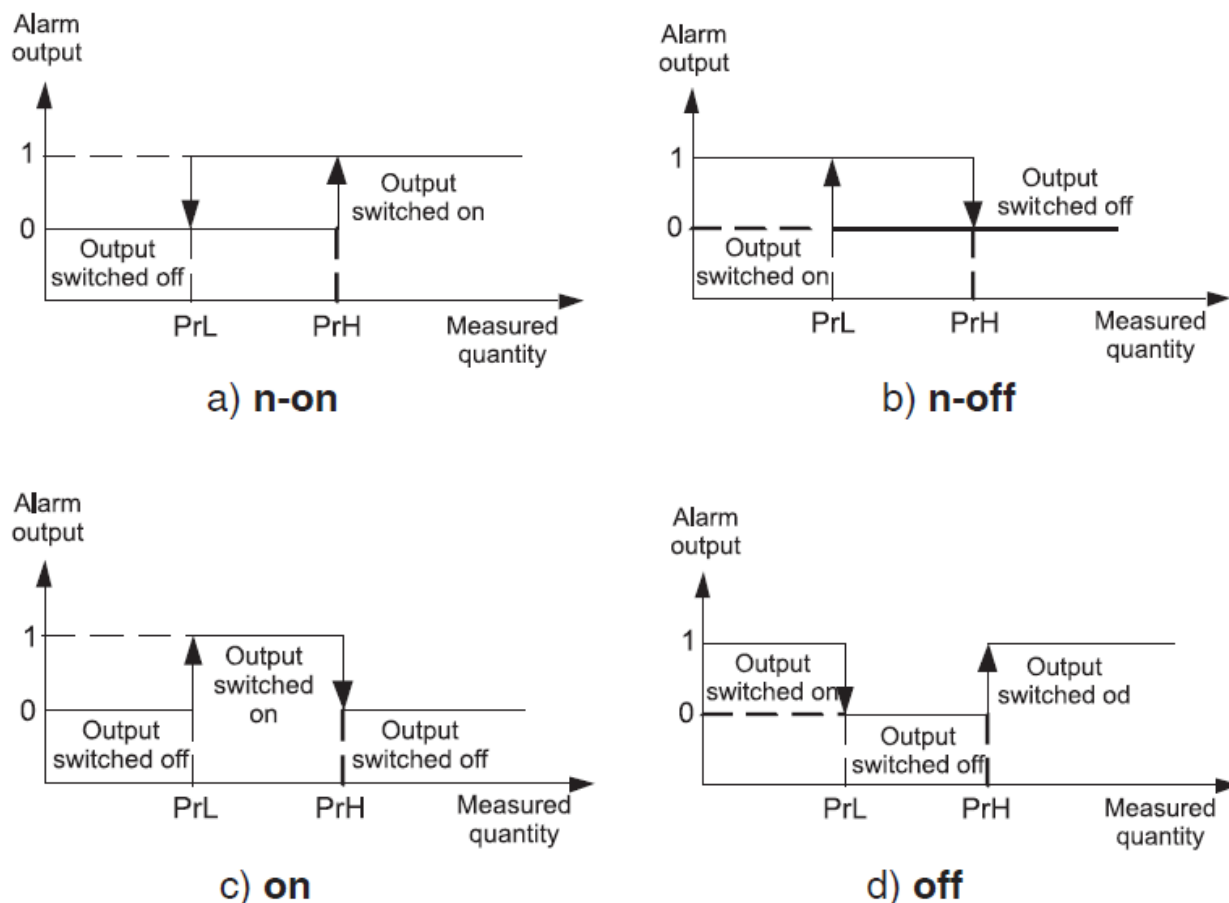 Alarm
output
1
0
Output
switched on
Output
switched off
PrL
PrH
Measured
quantity
a) n-on
Alarm
output
1
0
Output
switched off
Output
switched on
PrL
PrH
Measured
quantity
b) n-off
Alarm
output
1
0
Output
switched
on
Output
switched off
Output
switched off
PrL
PrH
Measured
quantity
c) on
Alarm
output
1
0
Output
switched on
Output
switched od
Output
switched off
PrL
PrH
Measured
quantity
d) off